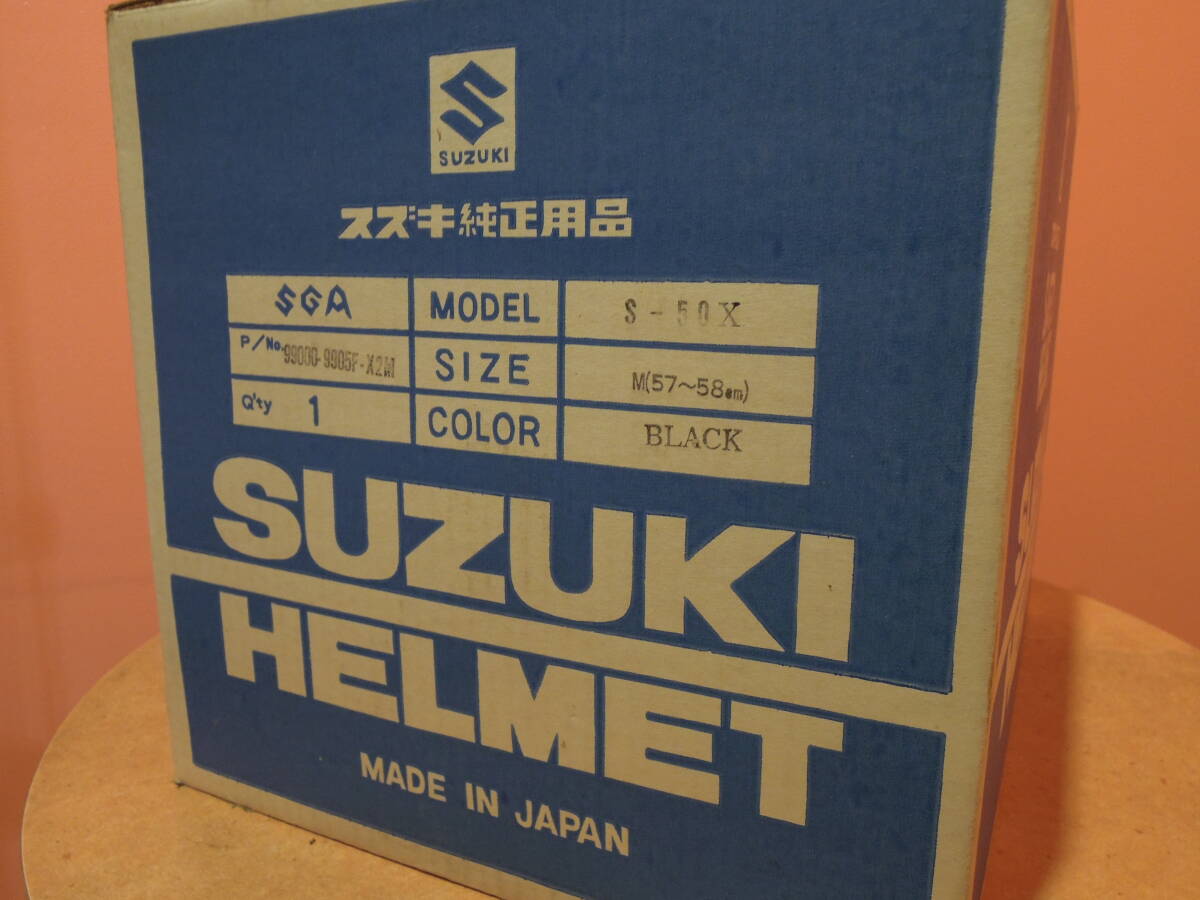 SUZUKI
スズキ純正用品
SGA MODEL S-50X
P/No. 99000-9905F-X2M SIZE M(57~58cm)
Q'ty 1 COLOR BLACK
SUZUKI
HELMET
MADE IN JAPAN